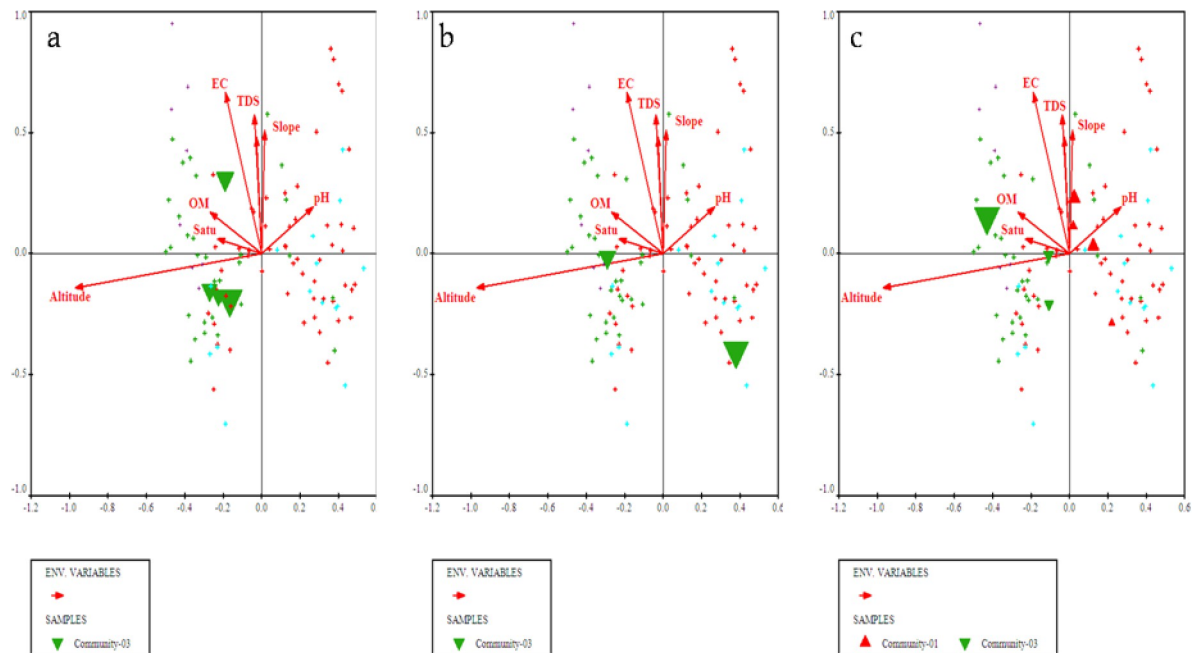 a
b
c
1.0
EC
TDS
Slope
0.5
OM
pH
Satu
0.0
Altitude
-0.5
-1.0
-1.2 -1.0 -0.8 -0.6 -0.4 -0.2 0.0 0.2 0.4
ENV. VARIABLES
SAMPLES
Community-03
1.0
EC
TDS
Slope
0.5
OM
pH
Satu
0.0
Altitude
-0.5
-1.0
-1.2 -1.0 -0.8 -0.6 -0.4 -0.2 0.0 0.2 0.4 0.6
ENV. VARIABLES
SAMPLES
Community-03
1.0
EC
TDS
Slope
0.5
OM
pH
Satu
0.0
Altitude
-0.5
-1.0
-1.2 -1.0 -0.8 -0.6 -0.4 -0.2 0.0 0.2 0.4 0.6
ENV. VARIABLES
SAMPLES
Community-01 Community-03